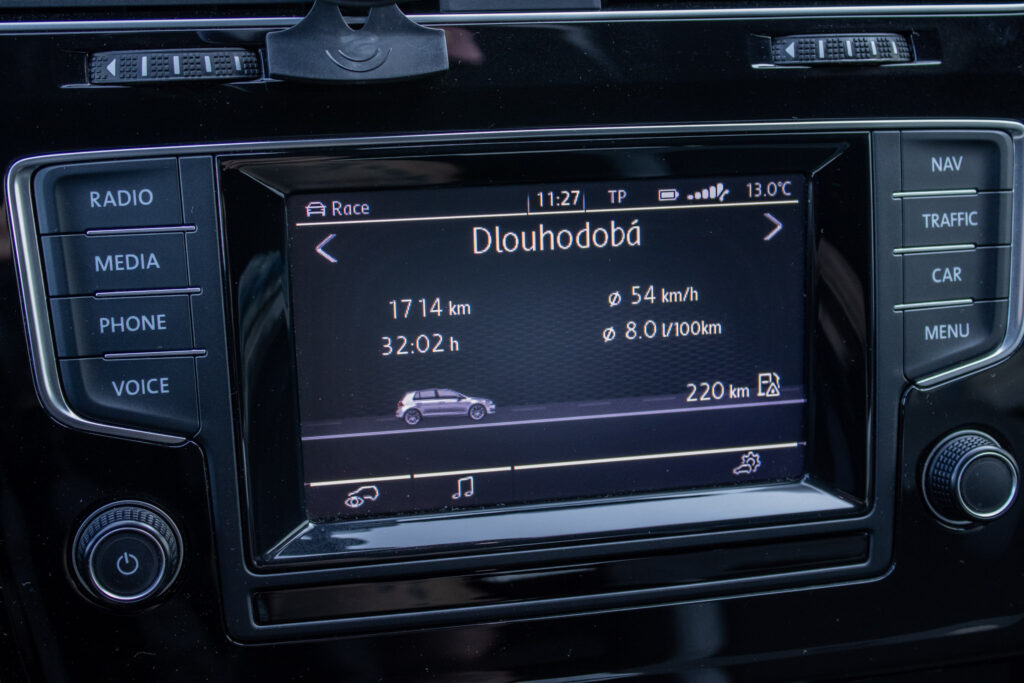 RADIO
MEDIA
PHONE
VOICE
Race 11:27 TP 13.0°C
Dlouhodobá
1714 km ø 54 km/h
32:02 h ø 8.0 l/100km
220 km
NAV
TRAFFIC
CAR
MENU